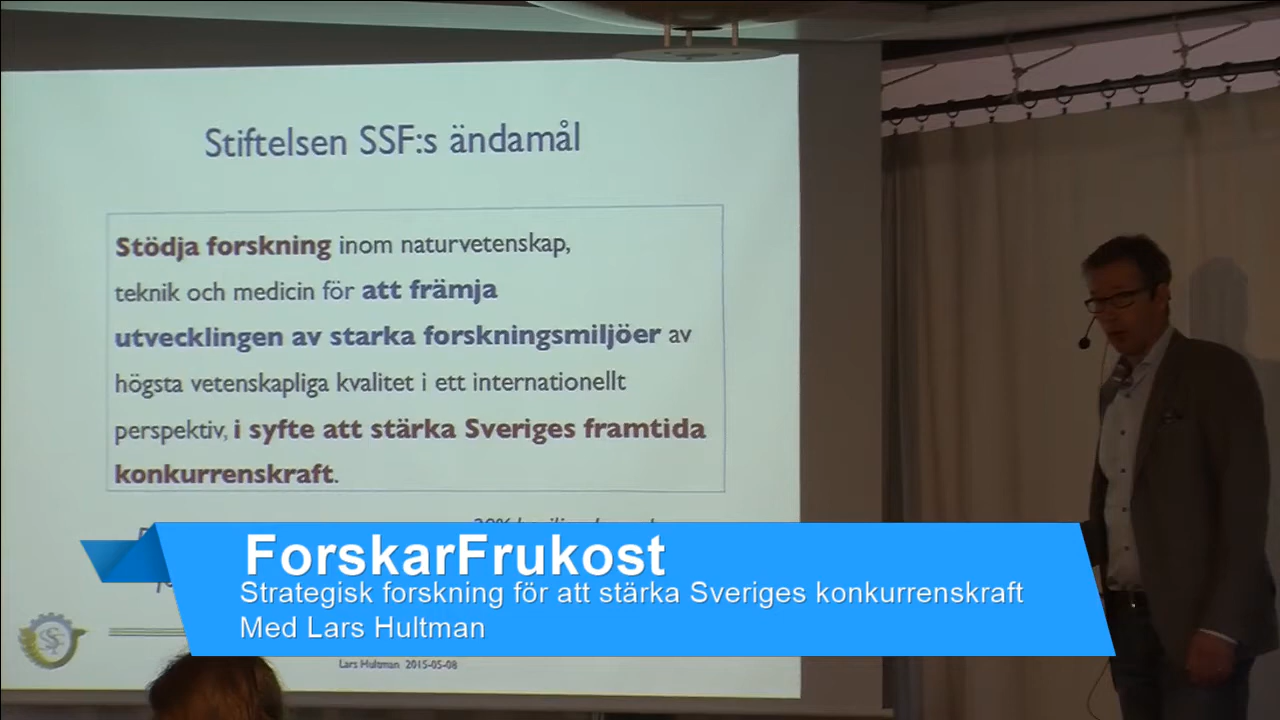 Stiftelsen SSF:s ändamål
Stödja forskning inom naturvetenskap,
teknik och medicin för att främja
utvecklingen av starka forskningsmiljöer av
högsta vetenskapliga kvalitet i ett internationellt
perspektiv, i syfte att stärka Sveriges framtida
konkurrenskraft.
ForskarFrukost
Strategisk forskning för att stärka Sveriges konkurrenskraft
Med Lars Hultman
Lars Hultman 2015-05-08